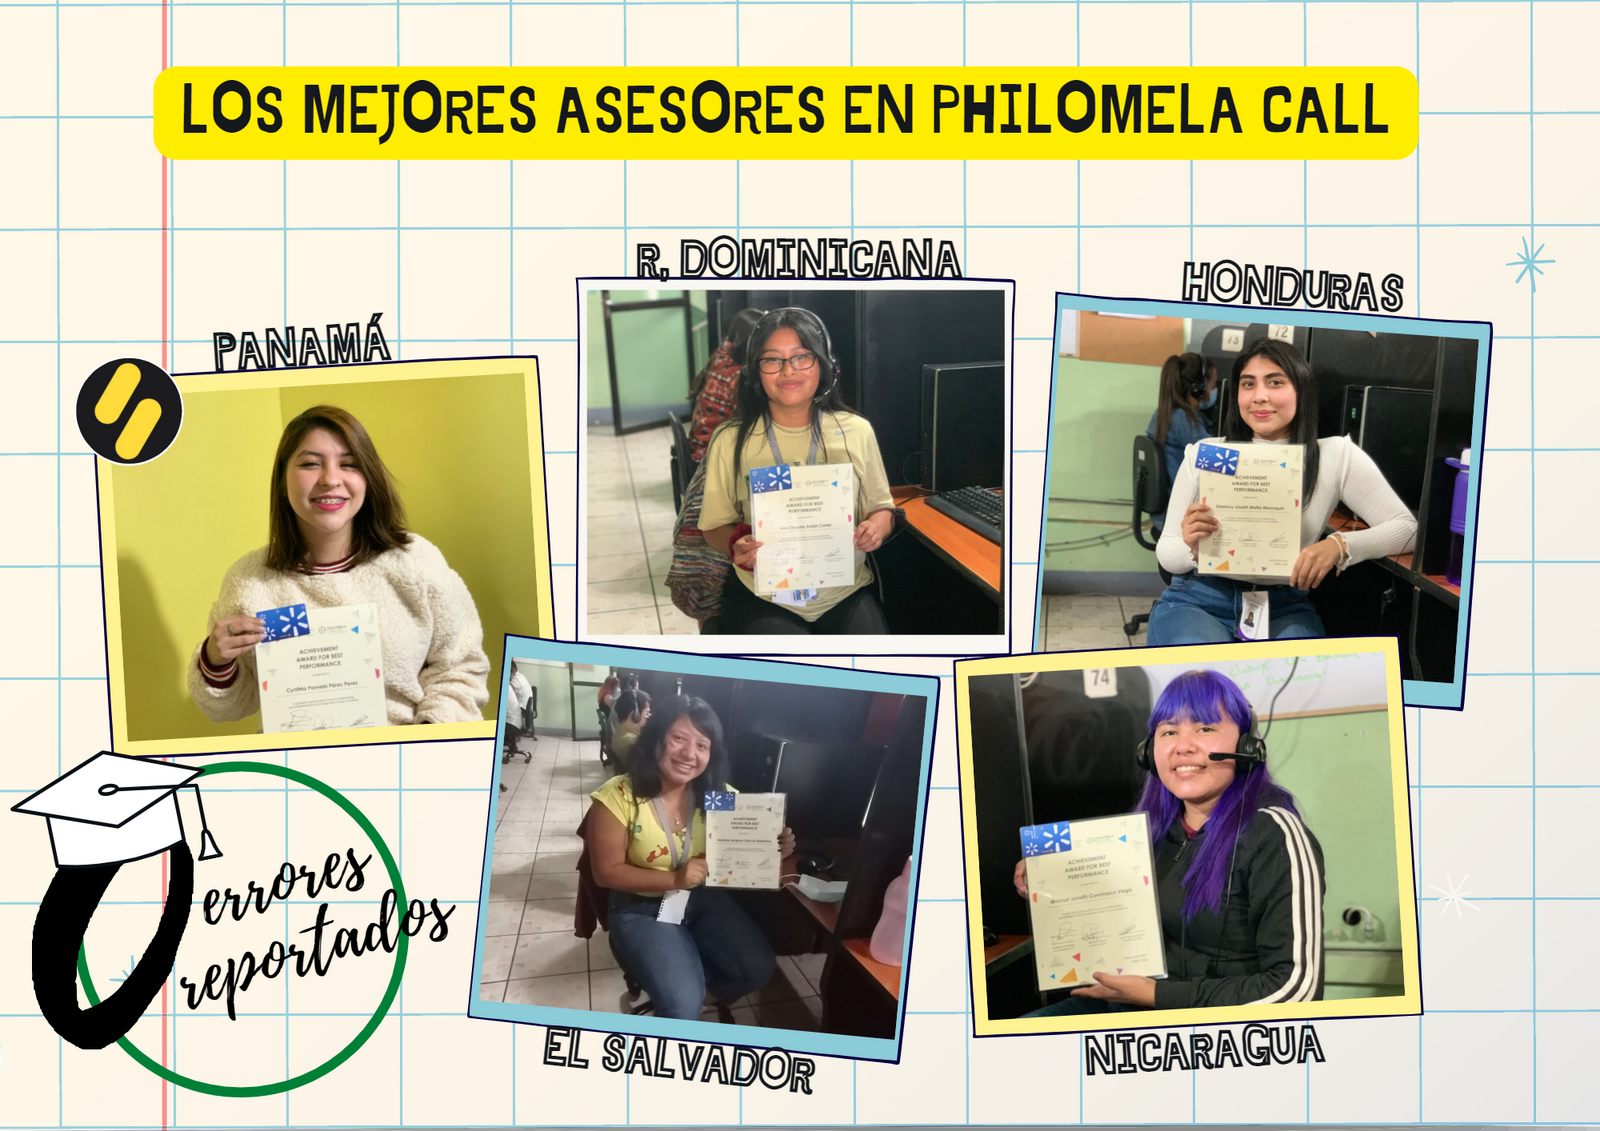 LOS MEJORES ASESORES EN PHILOMELA CALL
R, DOMINICANA
HONDURAS
PANAMÁ
72
73
ACHIEVEMENT
AWARD FOR BEST
PERFORMANCE
ACHIEVEMENT
AWARD FOR BEST
PERFORMANCE
ACHIEVEMENT
AWARD FOR BEST
PERFORMANCE
Cynthia Pamela Pérez Perez
74
ACHIEVEMENT
AWARD FOR BEST
PERFORMANCE
ACHIEVEMENT
AWARD FOR BEST
PERFORMANCE
errores
reportados
EL SALVADOR
NICARAGUA